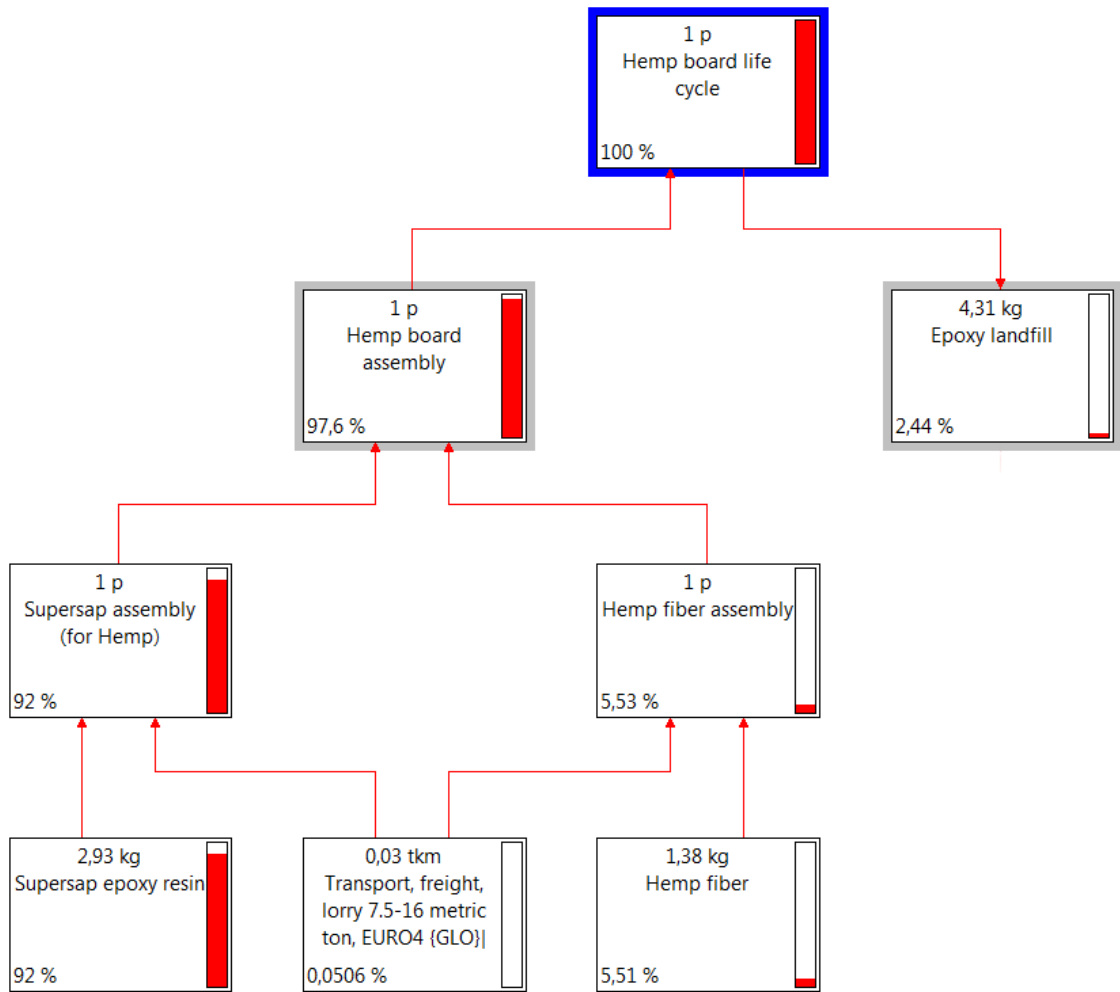 1 p
Hemp board life
cycle
100 %
1 p
Hemp board
assembly
97,6 %
4,31 kg
Epoxy landfill
2,44 %
1 p
Supersap assembly
(for Hemp)
92 %
1 p
Hemp fiber assembly
5,53 %
2,93 kg
Supersap epoxy resin
92 %
0,03 tkm
Transport, freight,
lorry 7.5-16 metric
ton, EURO4 {GLO}|
0,0506 %
1,38 kg
Hemp fiber
5,51 %